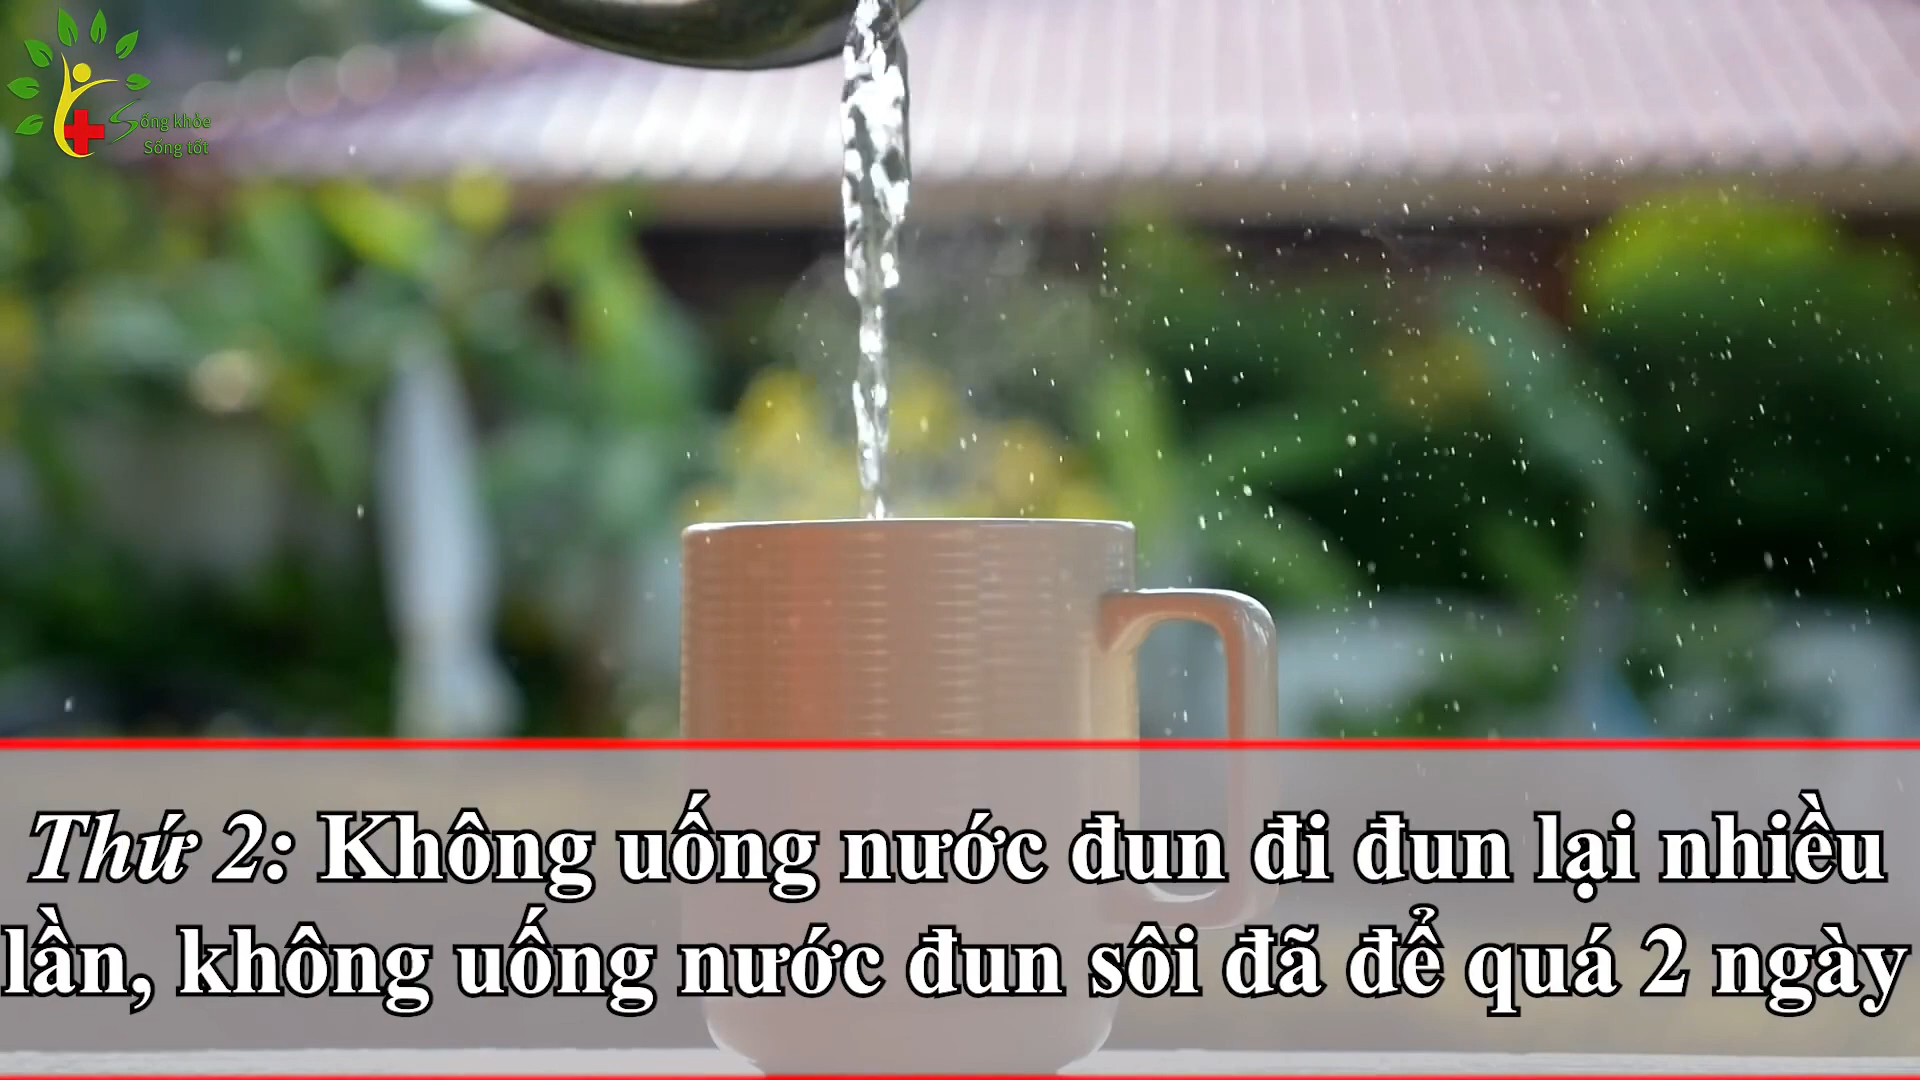 Sống khỏe
Sống tốt
Thứ 2: Không uống nước đun đi đun lại nhiều
lần, không uống nước đun sôi đã để quá 2 ngày